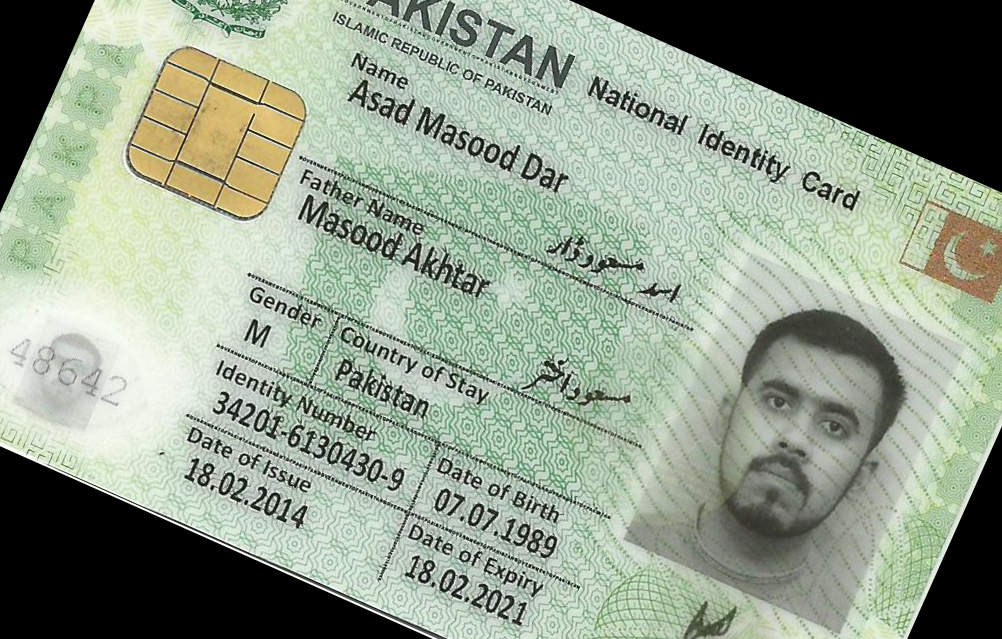 PAKISTAN National Identity Card
ISLAMIC REPUBLIC OF PAKISTAN
Name
Asad Masood Dar
اسد مسعود ڈار
Father Name
Masood Akhtar
مسعود اختر
Gender
M
Country of Stay
Pakistan
Identity Number
34201-6130430-9
Date of Birth
07.07.1989
Date of Issue
18.02.2014
Date of Expiry
18.02.2021
48642